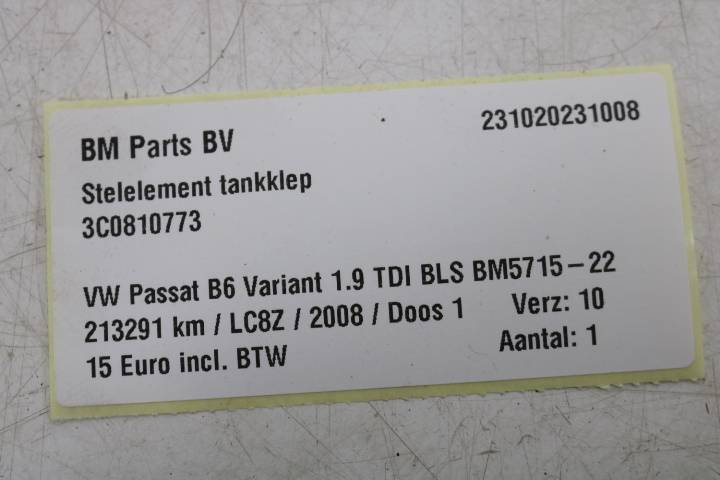 BM Parts BV 231020231008
Stelelement tankklep
3C0810773
VW Passat B6 Variant 1.9 TDI BLS BM5715-22
213291 km / LC8Z / 2008 / Doos 1 Verz: 10
15 Euro incl. BTW Aantal: 1